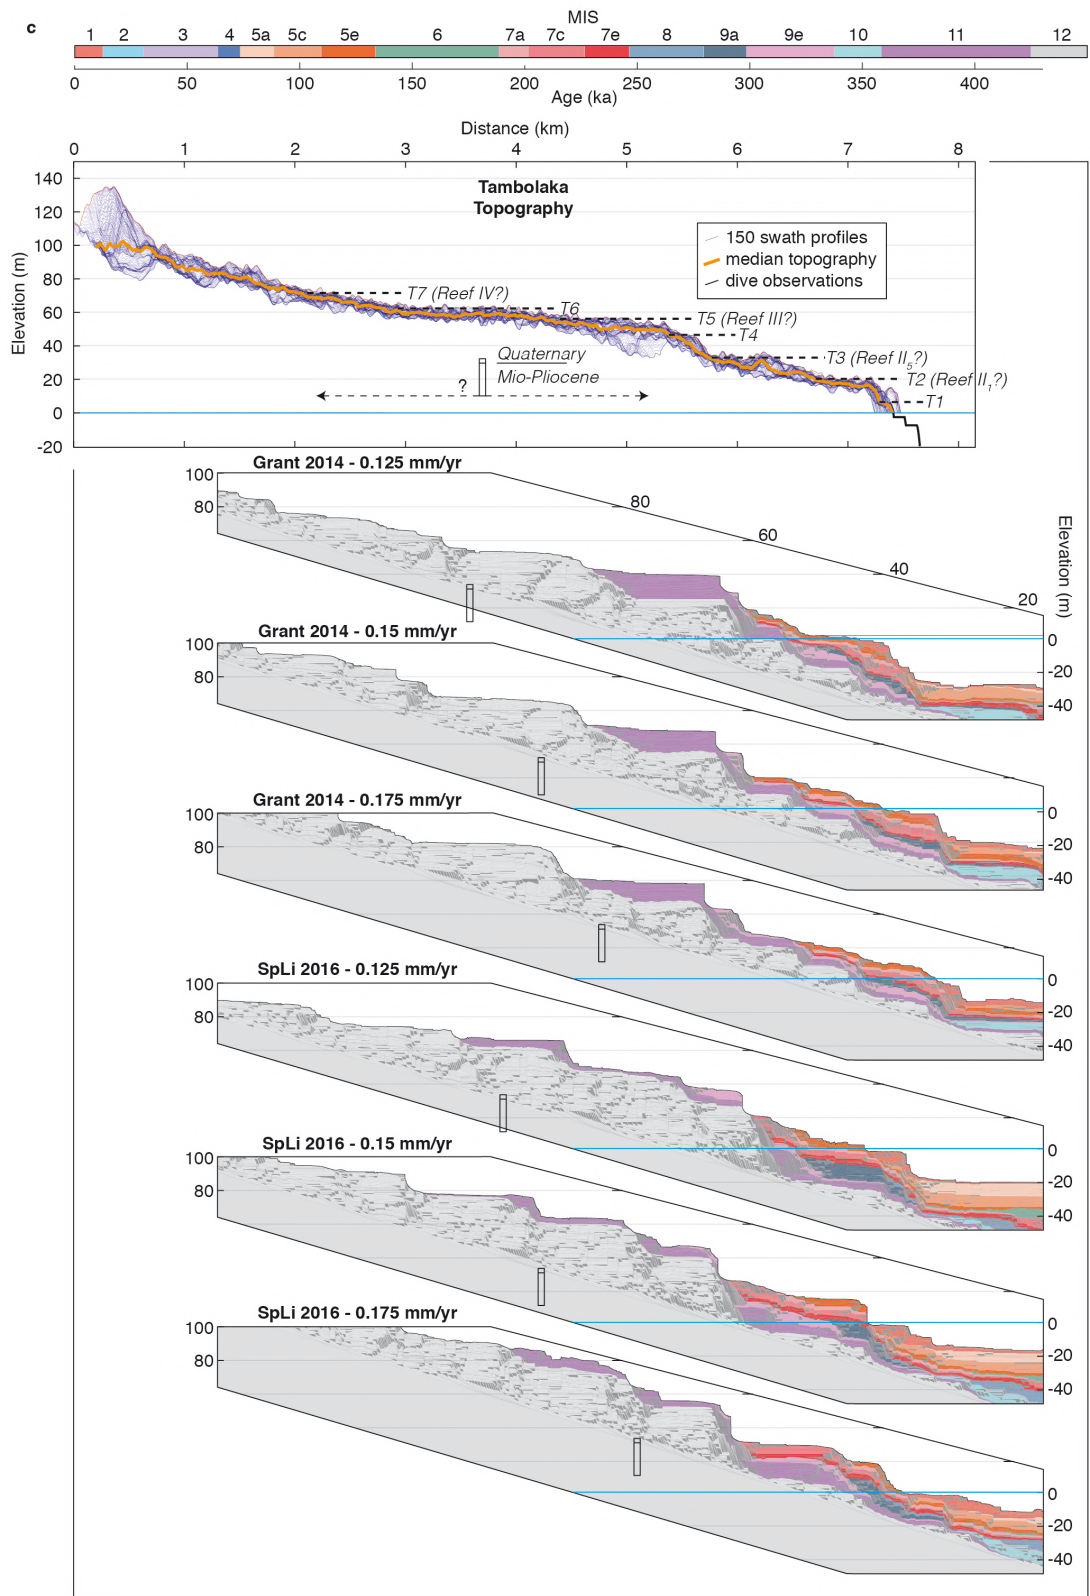 c
MIS
1 2 3 4 5a 5c 5e 6 7a 7c 7e 8 9a 9e 10 11 12
0 50 100 150 200 250 300 350 400
Age (ka)
Distance (km)
0 1 2 3 4 5 6 7 8
Elevation (m)
140
120
100
80
60
40
20
0
-20
Tambolaka
Topography
150 swath profiles
median topography
dive observations
T7 (Reef IV?)
T6
T5 (Reef III?)
T4
T3 (Reef II5?)
T2 (Reef II1?)
T1
Quaternary
Mio-Pliocene
?
Grant 2014 - 0.125 mm/yr
100
80
80
60
40
20
Elevation (m)
0
-20
-40
Grant 2014 - 0.15 mm/yr
100
80
0
-20
-40
Grant 2014 - 0.175 mm/yr
100
80
0
-20
-40
SpLi 2016 - 0.125 mm/yr
100
80
0
-20
-40
SpLi 2016 - 0.15 mm/yr
100
80
0
-20
-40
SpLi 2016 - 0.175 mm/yr
100
80
0
-20
-40